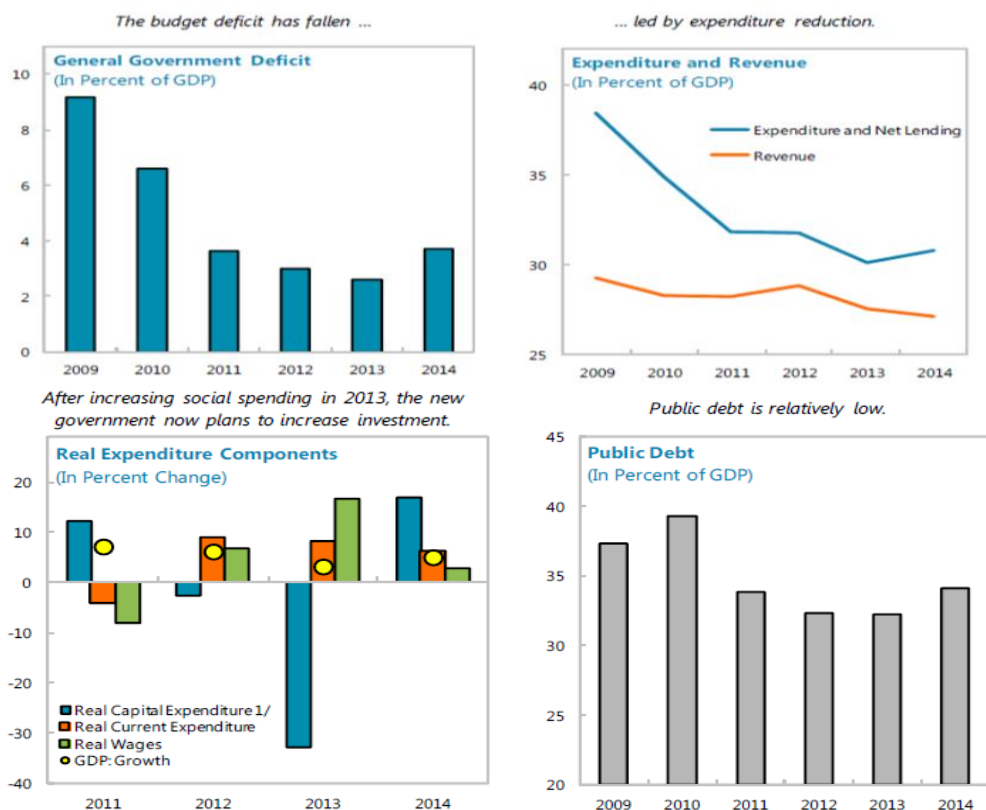 The budget deficit has fallen ...
General Government Deficit
(In Percent of GDP)
10
8
6
4
2
0
2009 2010 2011 2012 2013 2014
... led by expenditure reduction.
Expenditure and Revenue
(In Percent of GDP)
40
35
30
25
Expenditure and Net Lending
Revenue
2009 2010 2011 2012 2013 2014
After increasing social spending in 2013, the new
government now plans to increase investment.
Real Expenditure Components
(In Percent Change)
20
10
0
-10
-20
-30
-40
Real Capital Expenditure 1/
Real Current Expenditure
Real Wages
GDP: Growth
2011 2012 2013 2014
Public debt is relatively low.
Public Debt
(In Percent of GDP)
45
40
35
30
25
20
2009 2010 2011 2012 2013 2014